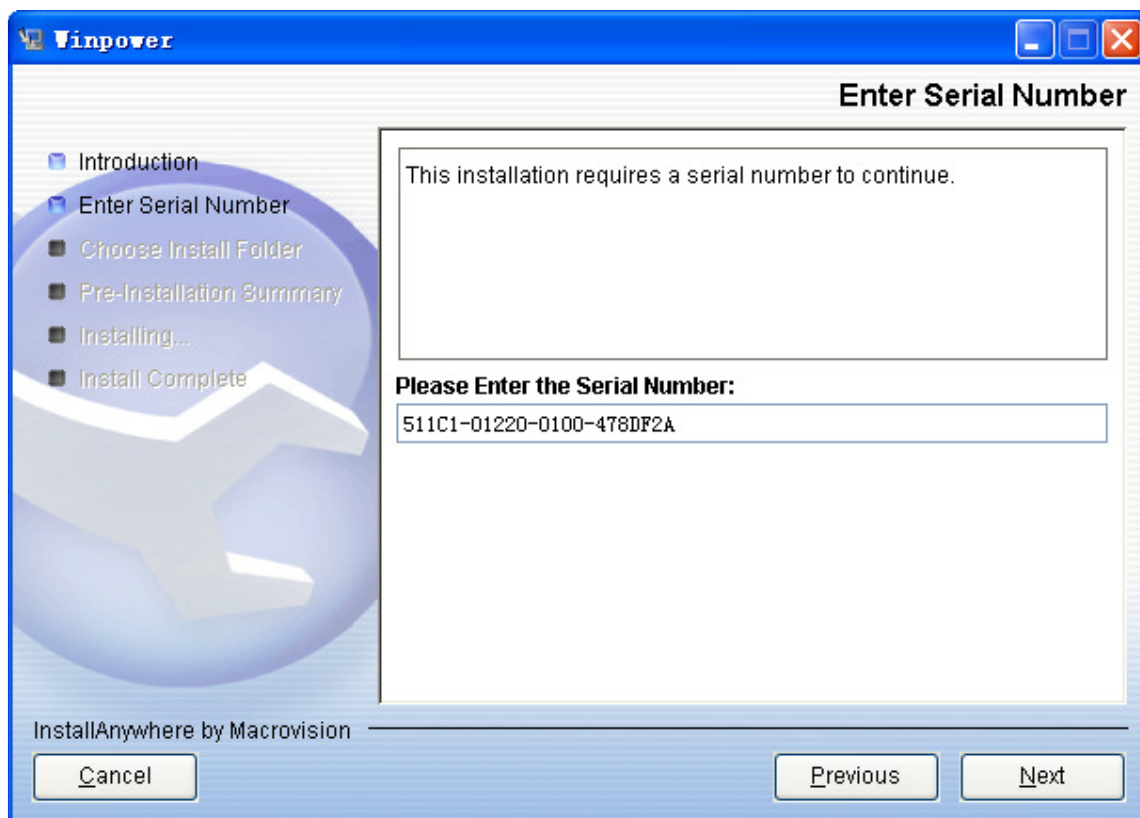 Winpower
Enter Serial Number
Introduction
Enter Serial Number
Choose Install Folder
Pre-Installation Summary
Installing...
Install Complete
This installation requires a serial number to continue.
Please Enter the Serial Number:
511C1-01220-0100-478DF2A
InstallAnywhere by Macrovision
Cancel
Previous
Next